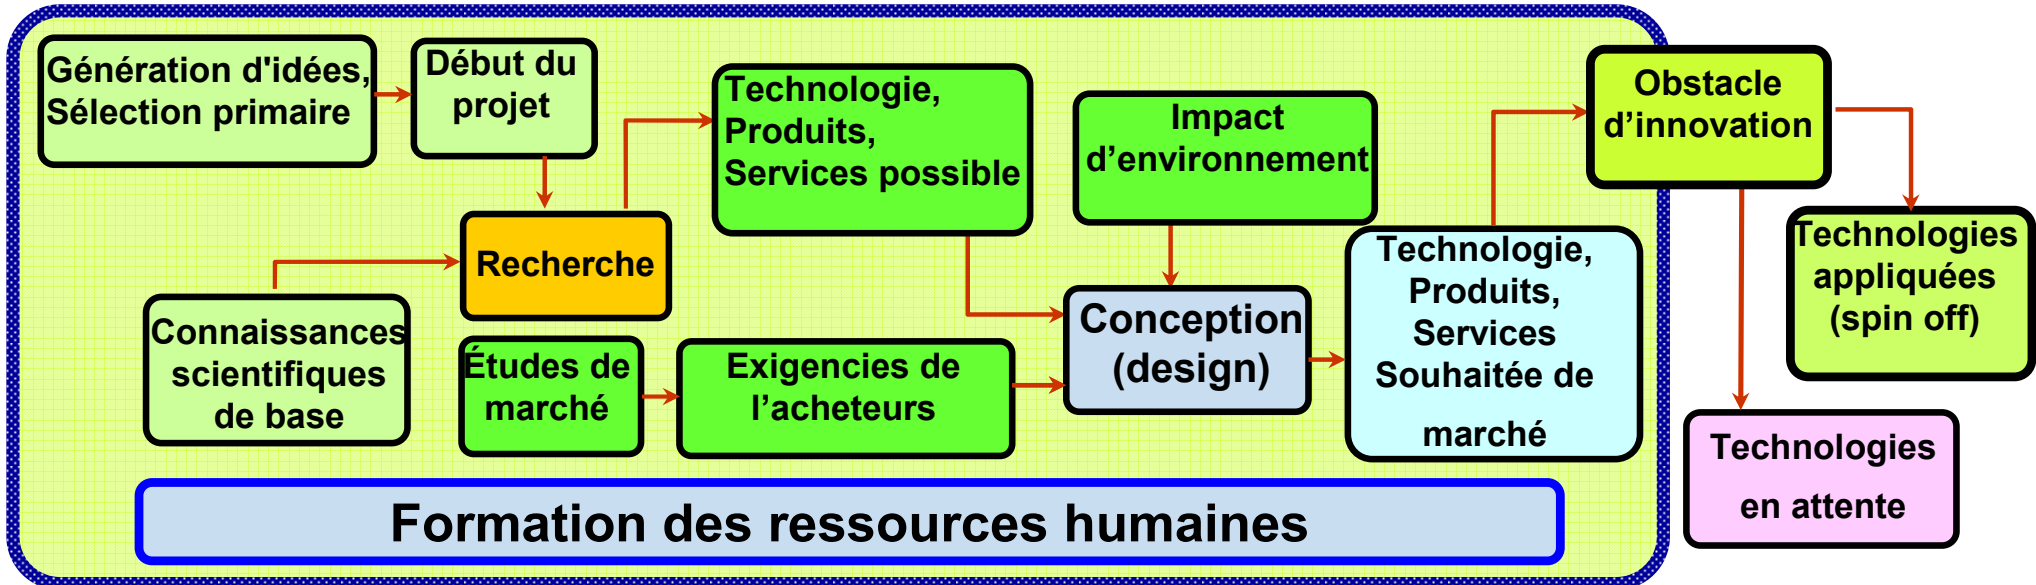 Génération d'idées,
Sélection primaire
Début du
projet
Technologie,
Produits,
Services possible
Impact
d’environnement
Obstacle
d’innovation
Recherche
Connaissances
scientifiques
de base
Études de
marché
Exigencies de
l’acheteurs
Conception
(design)
Technologie,
Produits,
Services
Souhaitée de
marché
Technologies
appliquées
(spin off)
Technologies
en attente
Formation des ressources humaines